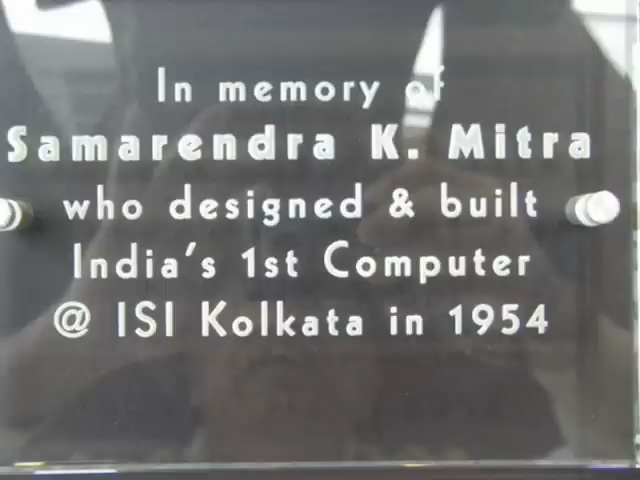 In memory of
Samarendra K. Mitra
who designed & built
India's 1st Computer
@ ISI Kolkata in 1954